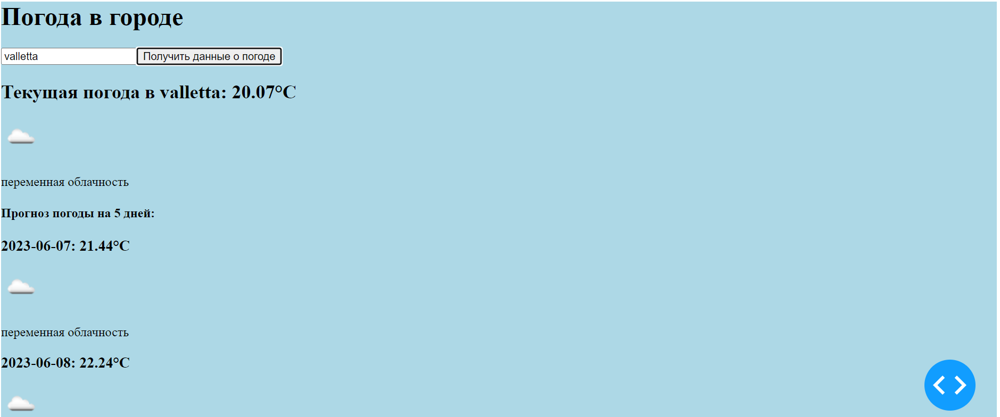 Погода в городе
valletta Получить данные о погоде
Текущая погода в valletta: 20.07°C
переменная облачность
Прогноз погоды на 5 дней:
2023-06-07: 21.44°C
переменная облачность
2023-06-08: 22.24°C